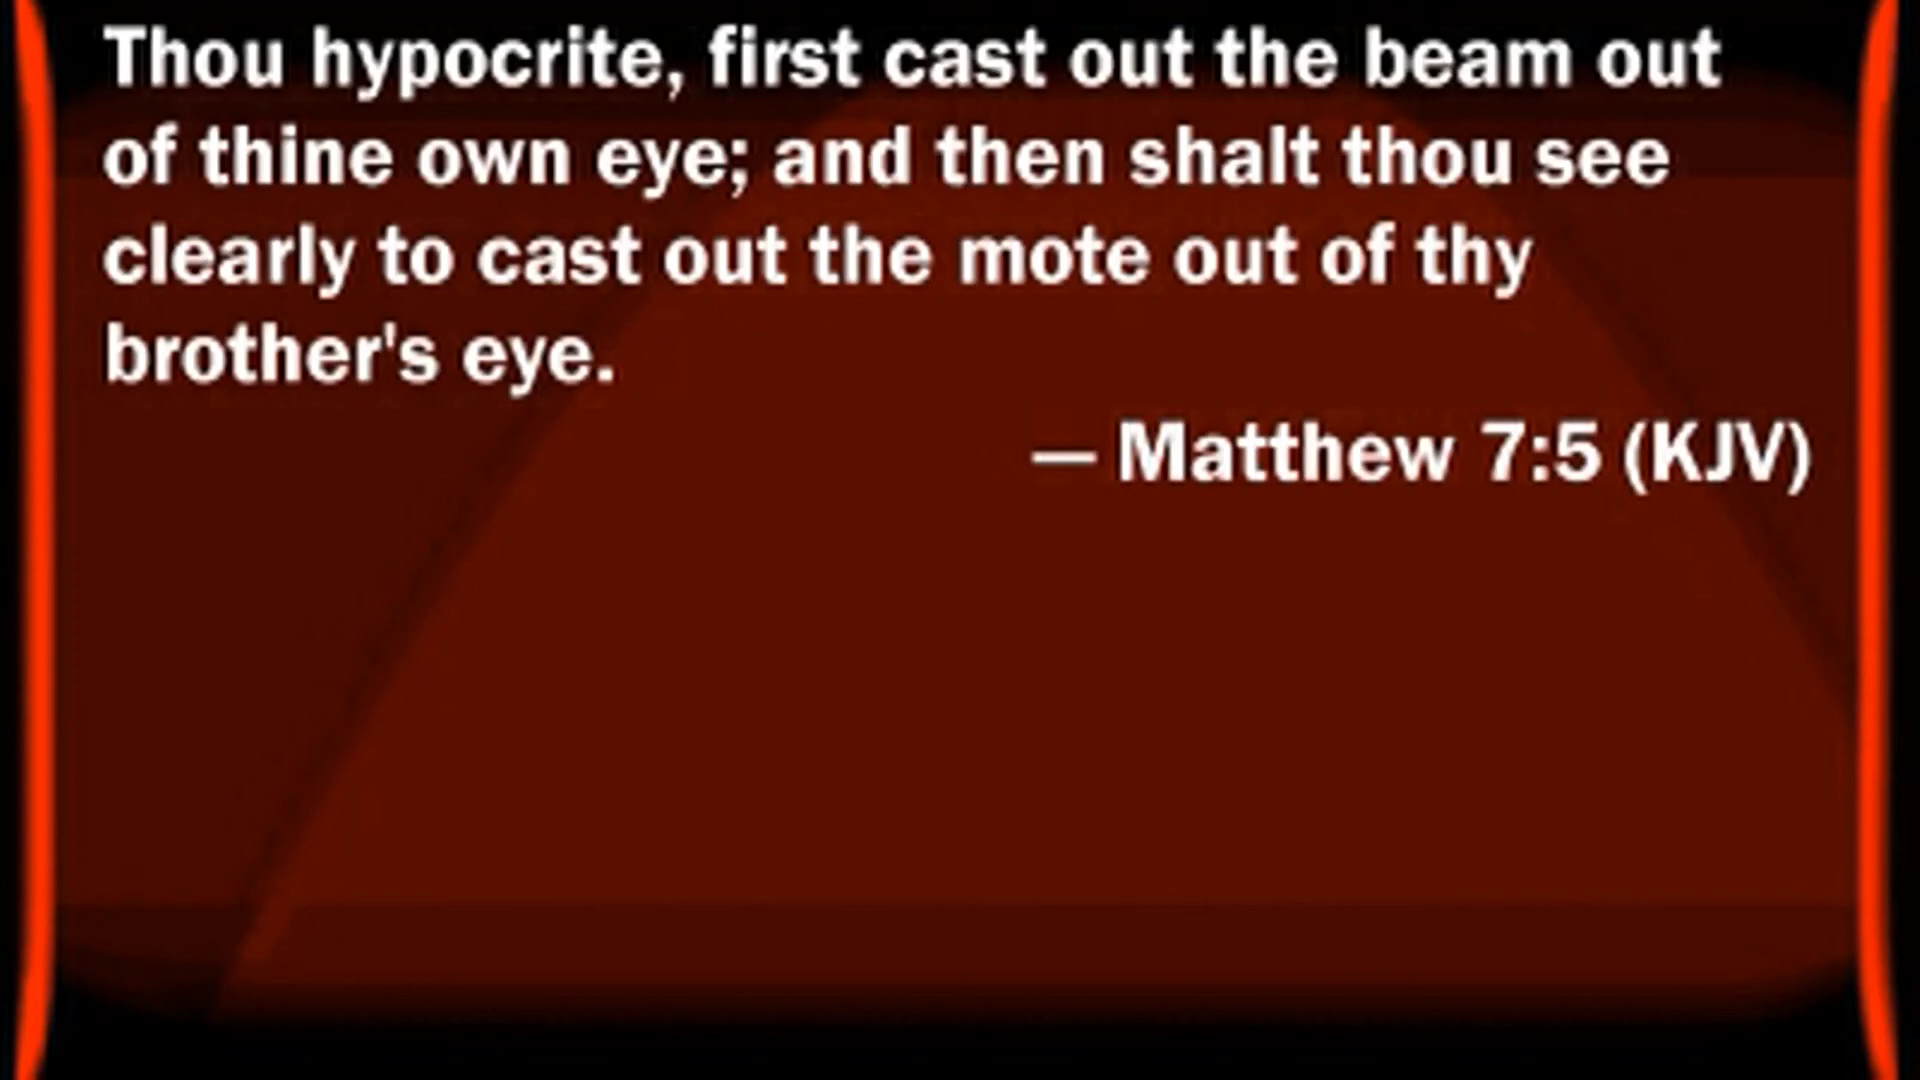 Thou hypocrite, first cast out the beam out
of thine own eye; and then shalt thou see
clearly to cast out the mote out of thy
brother's eye.
— Matthew 7:5 (KJV)